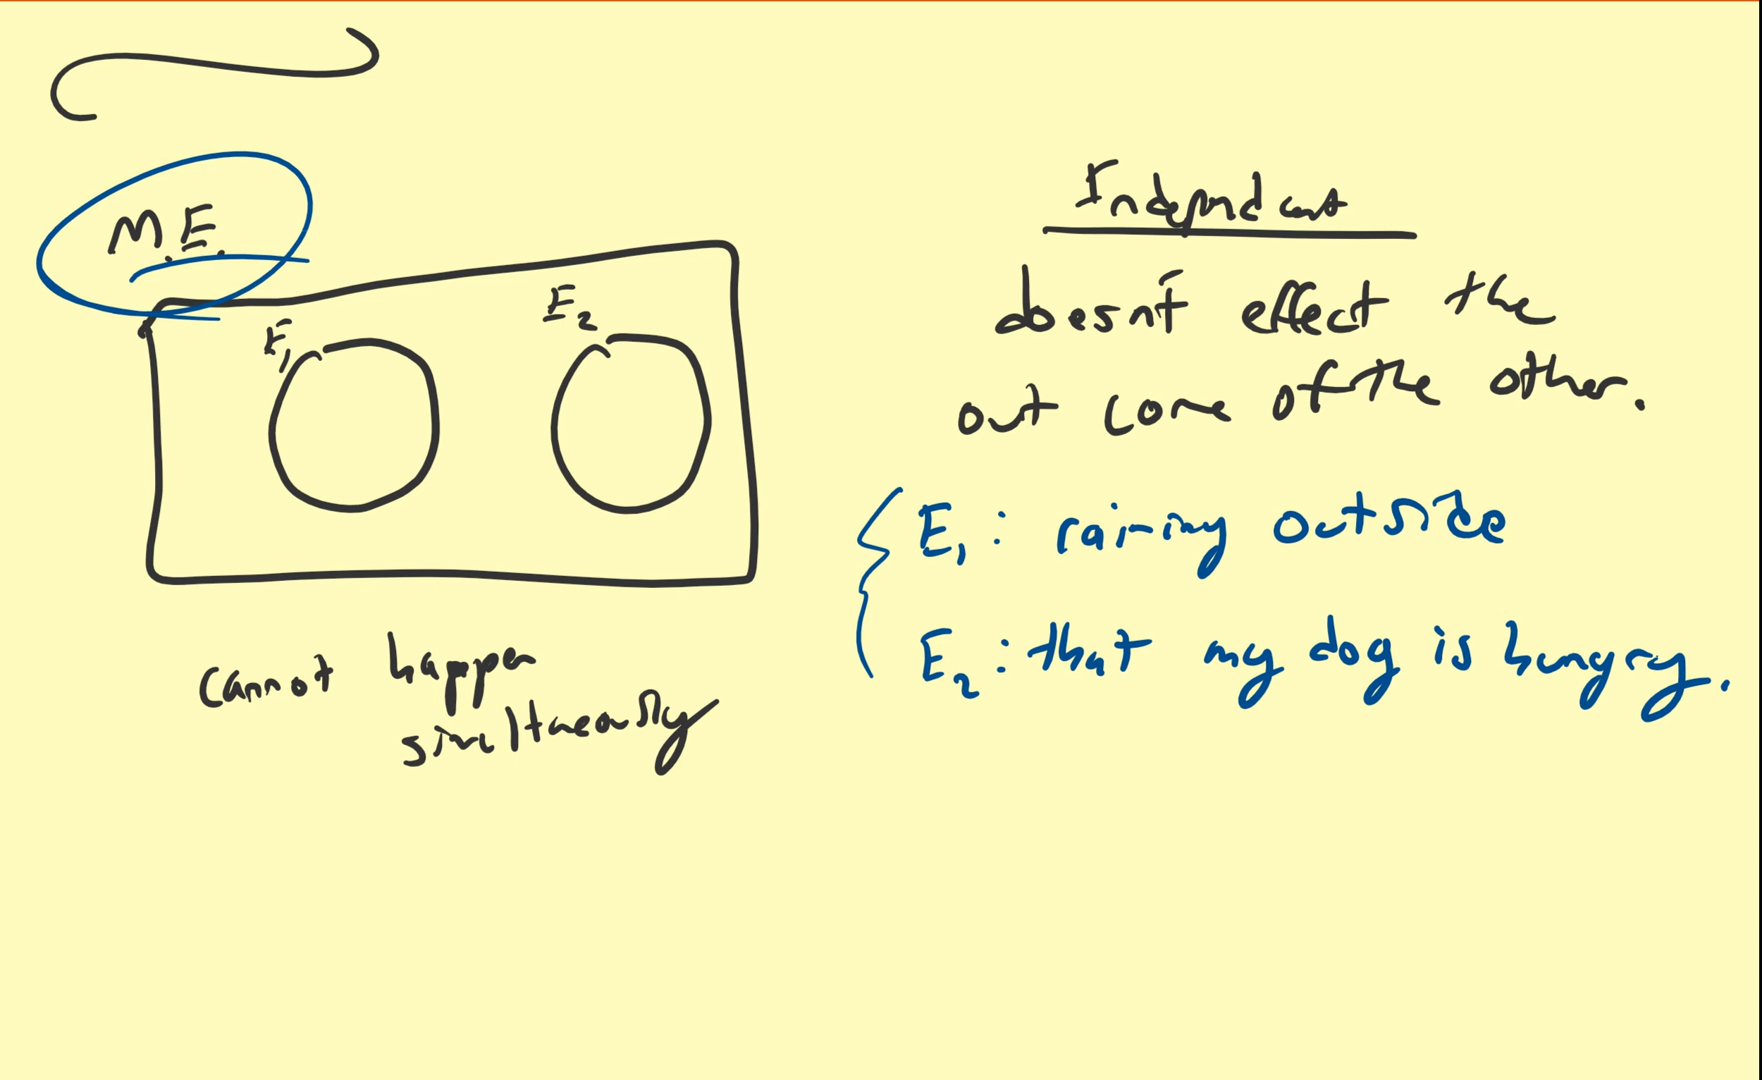 M.E.
E₁
E₂
cannot happen
simultaneously
Independent
doesn't effect the
out come of the other.
E₁ : raining outside
E₂ : that my dog is hungry.